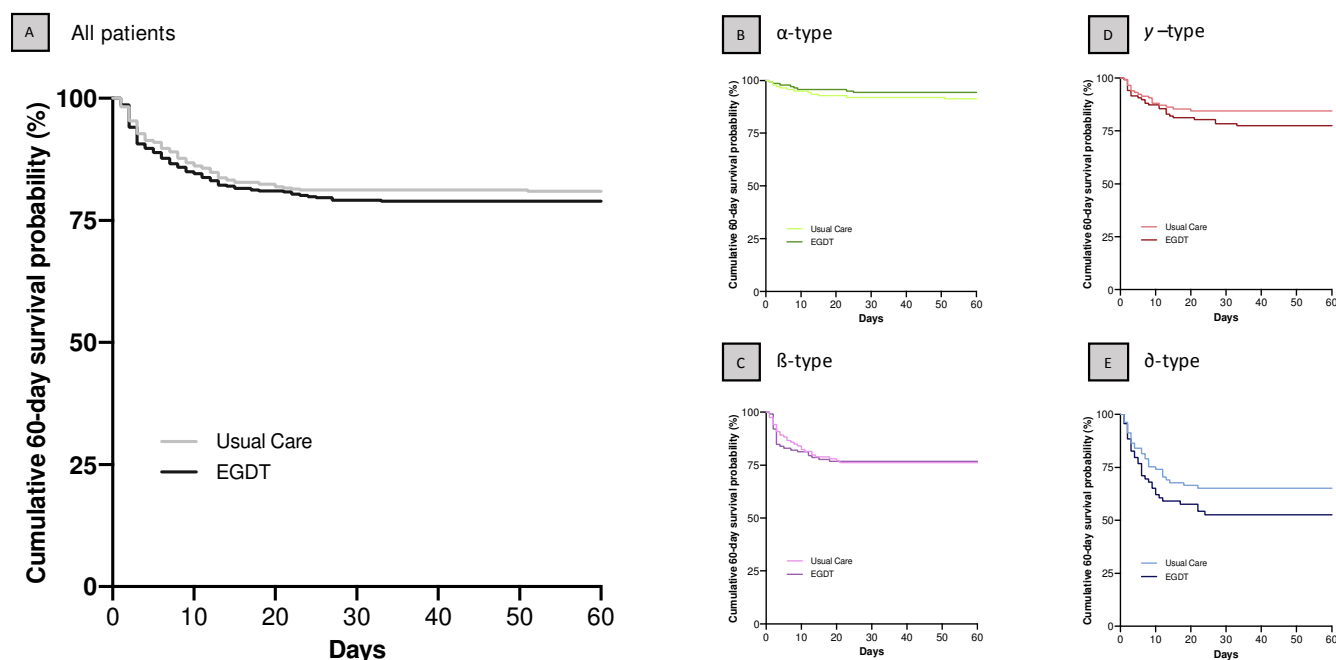 A All patients
Cumulative 60-day survival probability (%)
100
75
50
25
0
Usual Care
EGDT
0 10 20 30 40 50 60
Days
B α-type
Cumulative 60-day survival probability (%)
100
75
50
25
0
Usual Care
EGDT
0 10 20 30 40 50 60
Days
C ß-type
Cumulative 60-day survival probability (%)
100
75
50
25
0
Usual Care
EGDT
0 10 20 30 40 50 60
Days
D y–type
Cumulative 60-day survival probability (%)
100
75
50
25
0
Usual Care
EGDT
0 10 20 30 40 50 60
Days
E ∂-type
Cumulative 60-day survival probability (%)
100
75
50
25
0
Usual Care
EGDT
0 10 20 30 40 50 60
Days